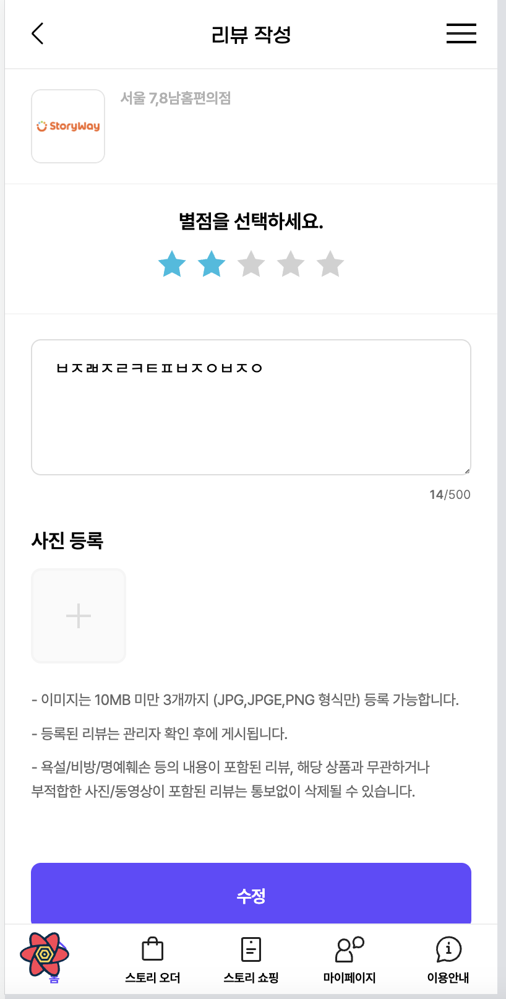 리뷰 작성
StoryWay
서울 7,8남홈편의점
별점을 선택하세요.
ㅂㅈㄻㅈㄹㅋㅌㅍㅂㅈㅇㅂㅈㅇ
14/500
사진 등록
- 이미지는 10MB 미만 3개까지 (JPG,JPGE,PNG 형식만) 등록 가능합니다.
- 등록된 리뷰는 관리자 확인 후에 게시됩니다.
- 욕설/비방/명예훼손 등의 내용이 포함된 리뷰, 해당 상품과 무관하거나
부적합한 사진/동영상이 포함된 리뷰는 통보없이 삭제될 수 있습니다.
수정
홈
스토리 오더
스토리 쇼핑
마이페이지
이용안내